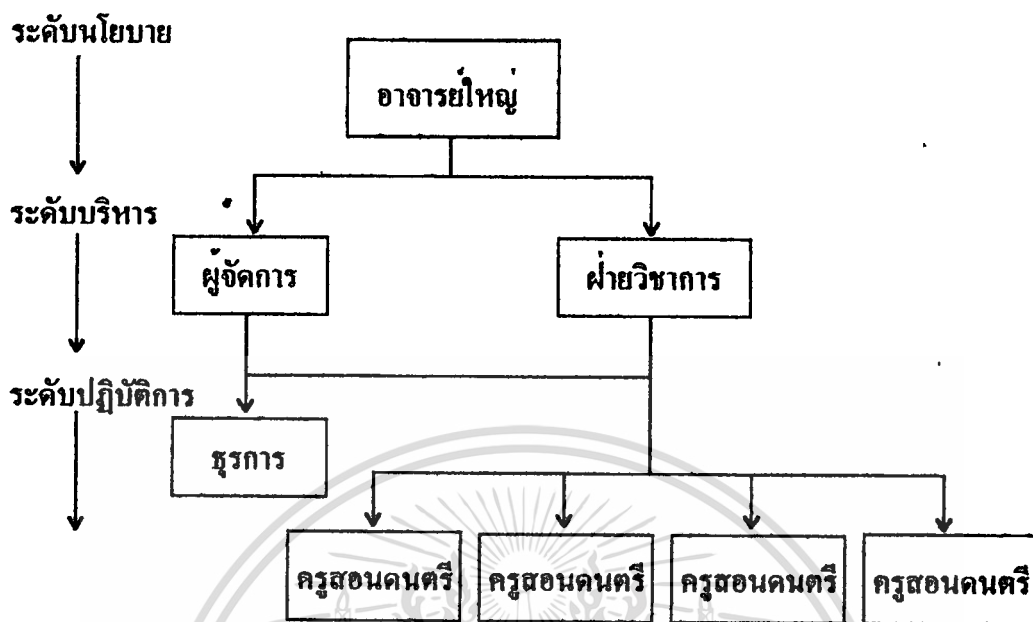 ระดับนโยบาย
อาจารย์ใหญ่
ระดับบริหาร
ผู้จัดการ
ฝ่ายวิชาการ
ระดับปฏิบัติการ
ธุรการ
ครูสอนดนตรี ครูสอนดนตรี ครูสอนดนตรี ครูสอนดนตรี